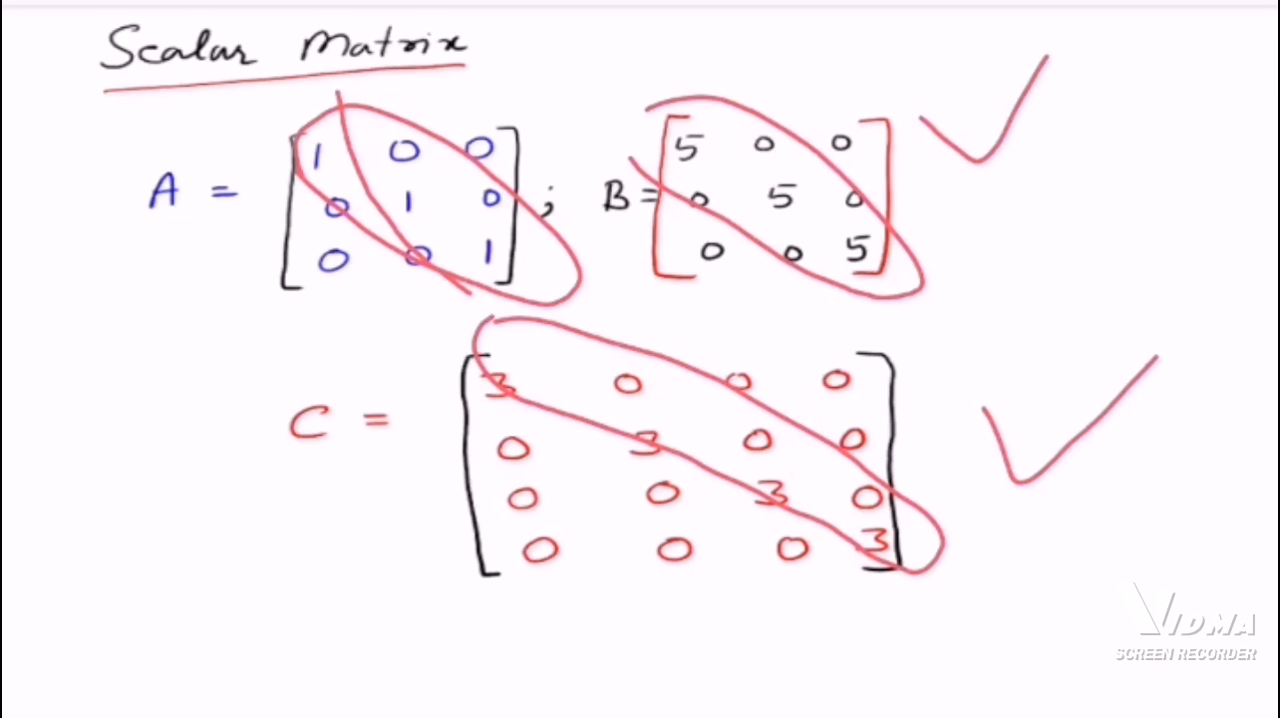 Scalar Matrix
A = [1 0 0
0 1 0
0 0 1] ; B = [5 0 0
0 5 0
0 0 5]
C = [3 0 0 0
0 3 0 0
0 0 3 0
0 0 0 3]
VIDMA
SCREEN RECORDER